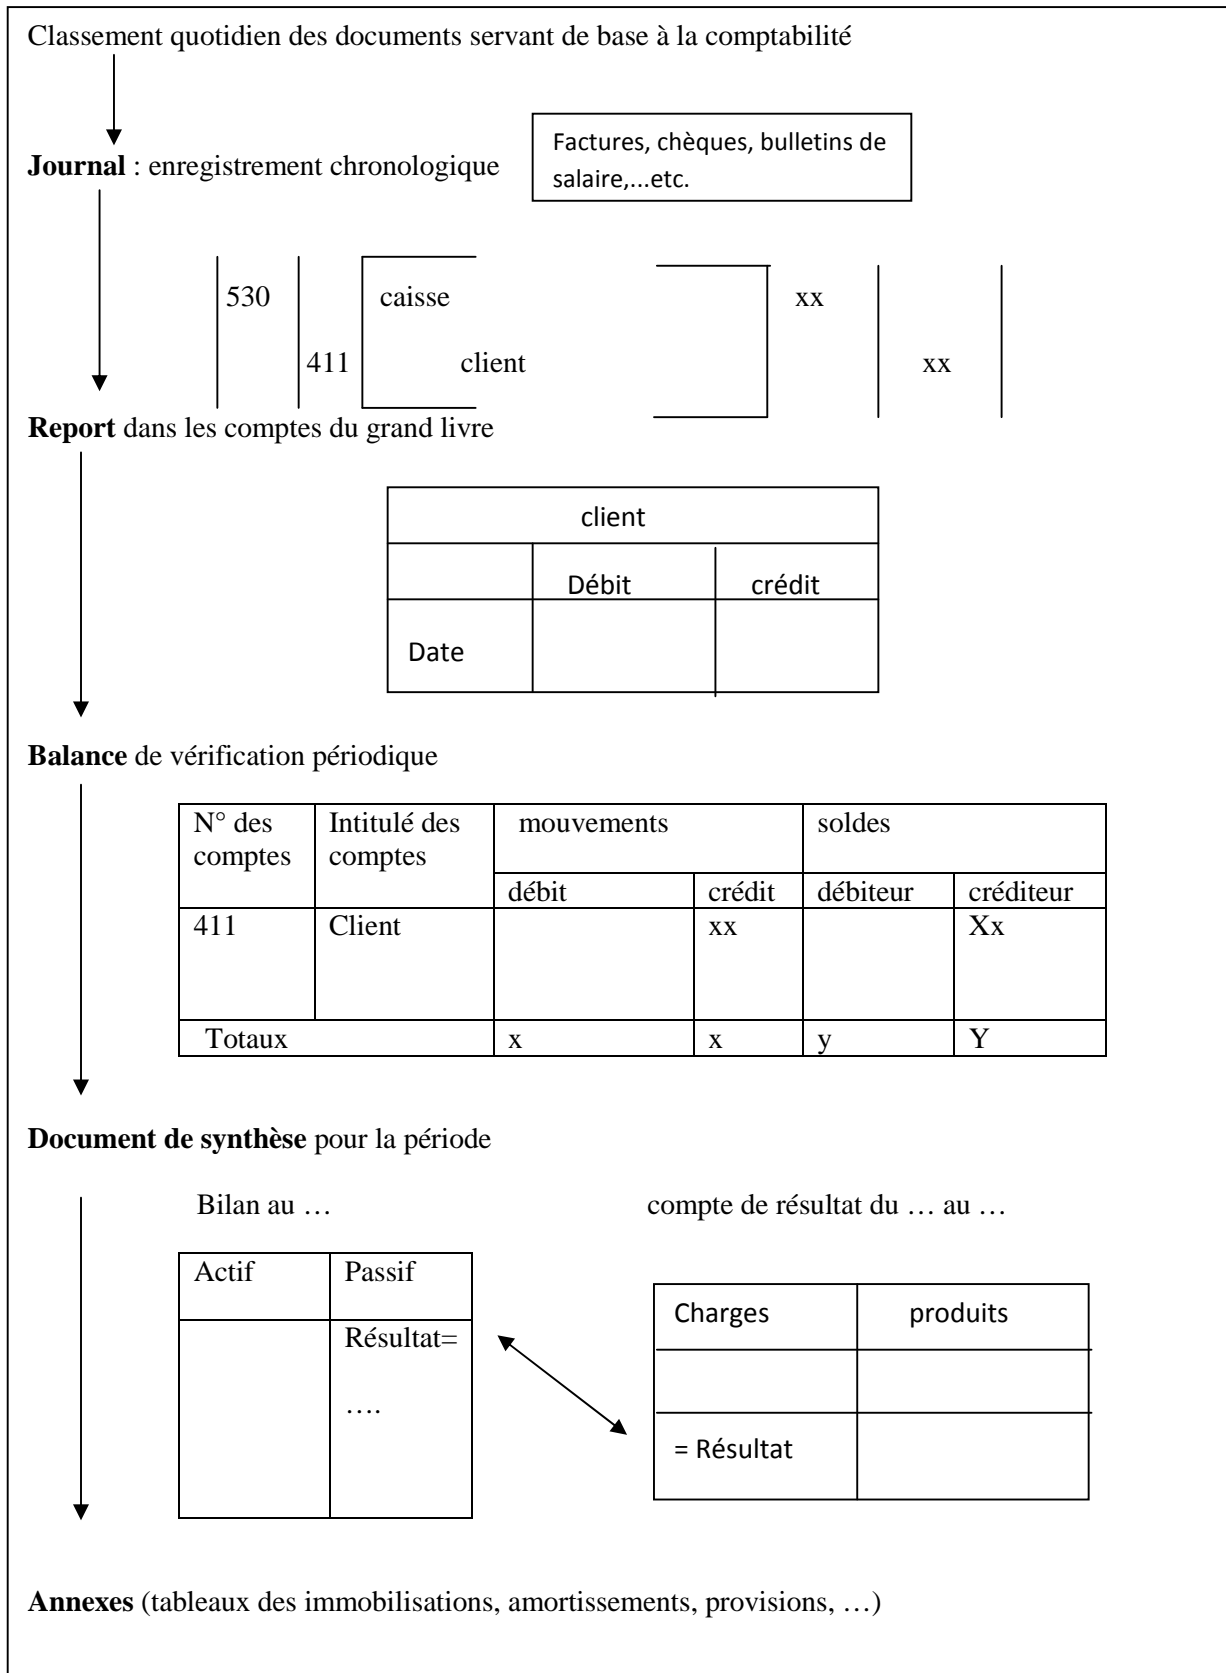 Classement quotidien des documents servant de base à la comptabilité
Factures, chèques, bulletins de
salaire,...etc.
Journal : enregistrement chronologique
530 caisse xx
411 client xx
Report dans les comptes du grand livre
client
Débit crédit
Date
Balance de vérification périodique
N° des Intitulé des mouvements soldes
comptes comptes
débit crédit débiteur créditeur
411 Client xx Xx
Totaux x x y Y
Document de synthèse pour la période
Bilan au … compte de résultat du … au …
Actif Passif
Charges produits
Résultat=
….
= Résultat
Annexes (tableaux des immobilisations, amortissements, provisions, …)